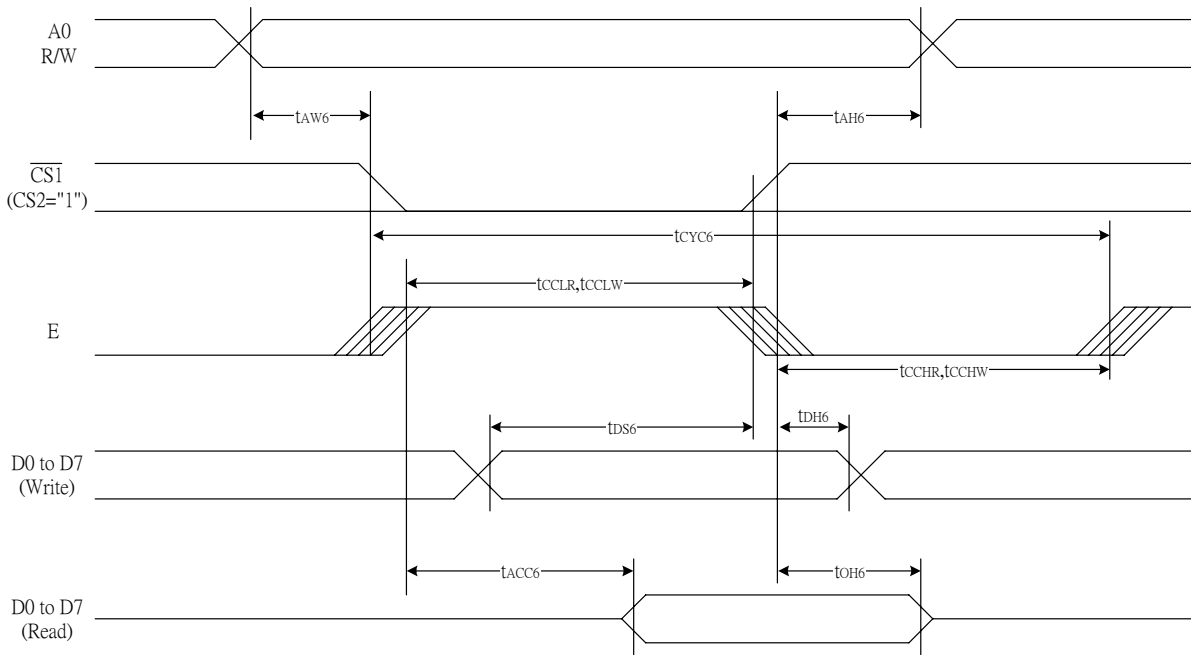 A0
R/W
tAW6
tAH6
CS1
(CS2="1")
tCYC6
tCCLR,tCCLW
E
tCCHR,tCCHW
tDS6
tDH6
D0 to D7
(Write)
tACC6
tOH6
D0 to D7
(Read)